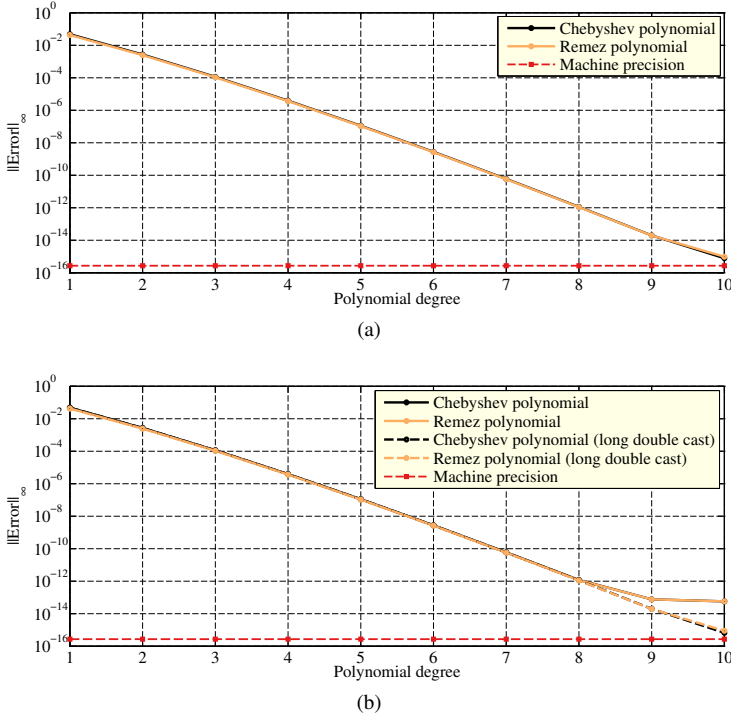 10^0
10^-2
10^-4
10^-6
10^-8
10^-10
10^-12
10^-14
10^-16
||Error||_∞
Chebyshev polynomial
Remez polynomial
Machine precision
1 2 3 4 5 6 7 8 9 10
Polynomial degree
(a)
10^0
10^-2
10^-4
10^-6
10^-8
10^-10
10^-12
10^-14
10^-16
||Error||_∞
Chebyshev polynomial
Remez polynomial
Chebyshev polynomial (long double cast)
Remez polynomial (long double cast)
Machine precision
1 2 3 4 5 6 7 8 9 10
Polynomial degree
(b)